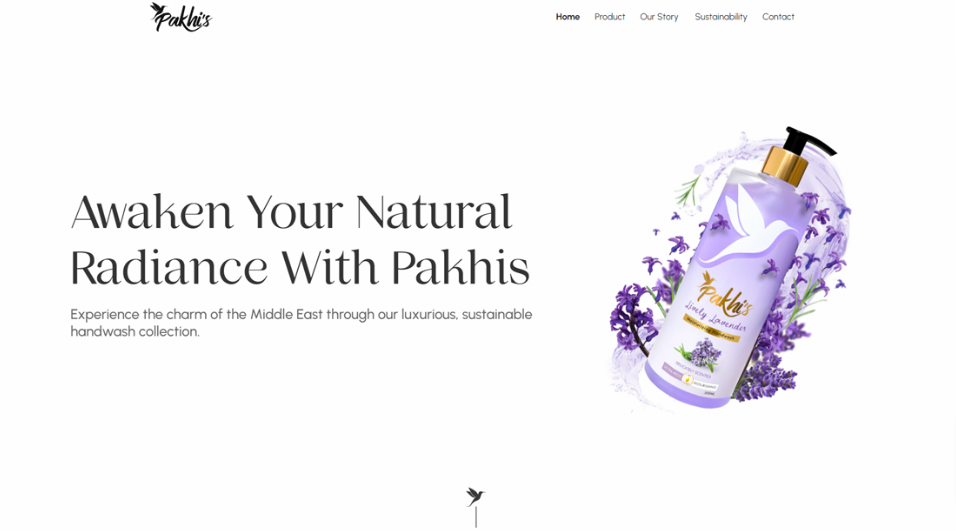 Pakhi's
Home Product Our Story Sustainability Contact
Awaken Your Natural
Radiance With Pakhis
Experience the charm of the Middle East through our luxurious, sustainable
handwash collection.
Pakhi's
Lively Lavender